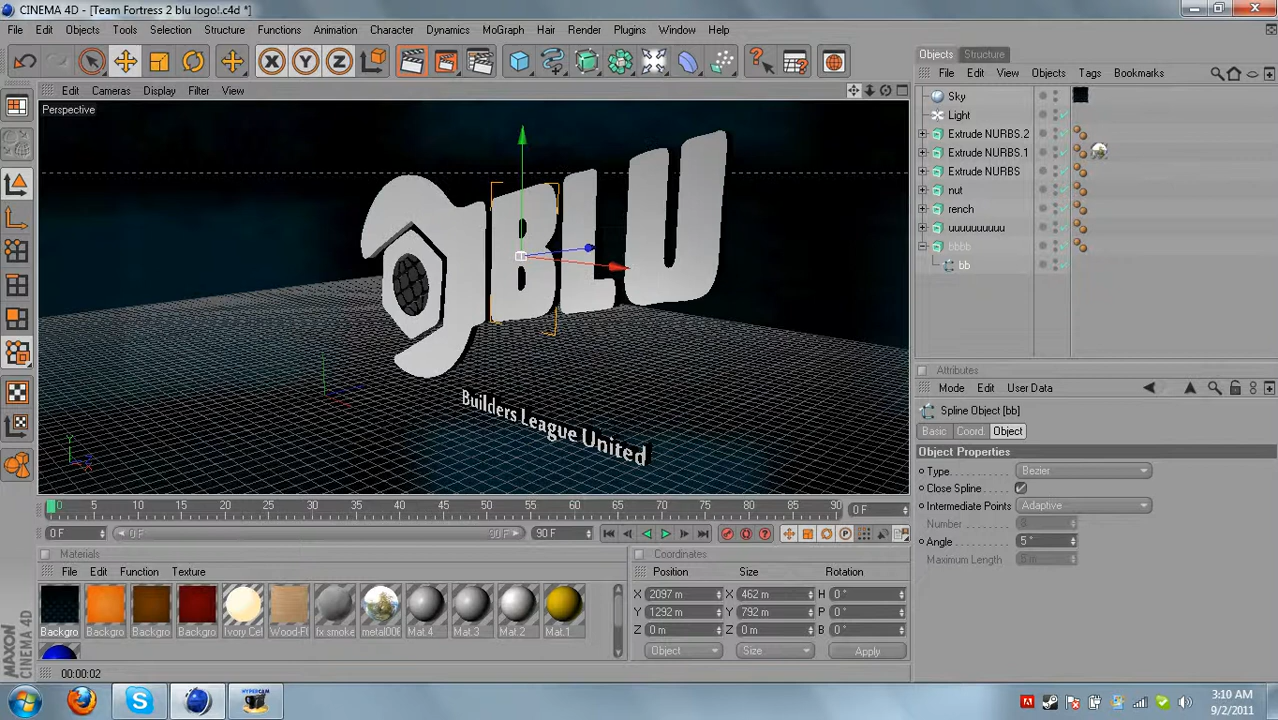 CINEMA 4D - [Team Fortress 2 blu logo!.c4d *]
File Edit Objects Tools Selection Structure Functions Animation Character Dynamics MoGraph Hair Render Plugins Window Help
Objects Structure
File Edit View Objects Tags Bookmarks
Edit Cameras Display Filter View
Perspective
Sky
Light
Extrude NURBS.2
Extrude NURBS.1
Extrude NURBS
nut
rench
uuuuuuuuuu
bbbb
bb
BLU
Builders League United
Attributes
Mode Edit User Data
Spline Object [bb]
Basic Coord. Object
Object Properties
Type Bezier
Close Spline
Intermediate Points Adaptive
Number 8
Angle 5 °
Maximum Length 5 m
0 5 10 15 20 25 30 35 40 45 50 55 60 65 70 75 80 85 90 0 F
0 F 0 F 90 F 90 F
Materials
File Edit Function Texture
Backgro Backgro Backgro Backgro Ivory Cel Wood-Fl fx.smoke metal006 Mat.4 Mat.3 Mat.2 Mat.1
Coordinates
Position Size Rotation
X 2097 m X 462 m H 0 °
Y 1292 m Y 792 m P 0 °
Z 0 m Z 0 m B 0 °
Object Size Apply
MAXON
CINEMA 4D
00:00:02
HYPERCAM
3:10 AM
9/2/2011